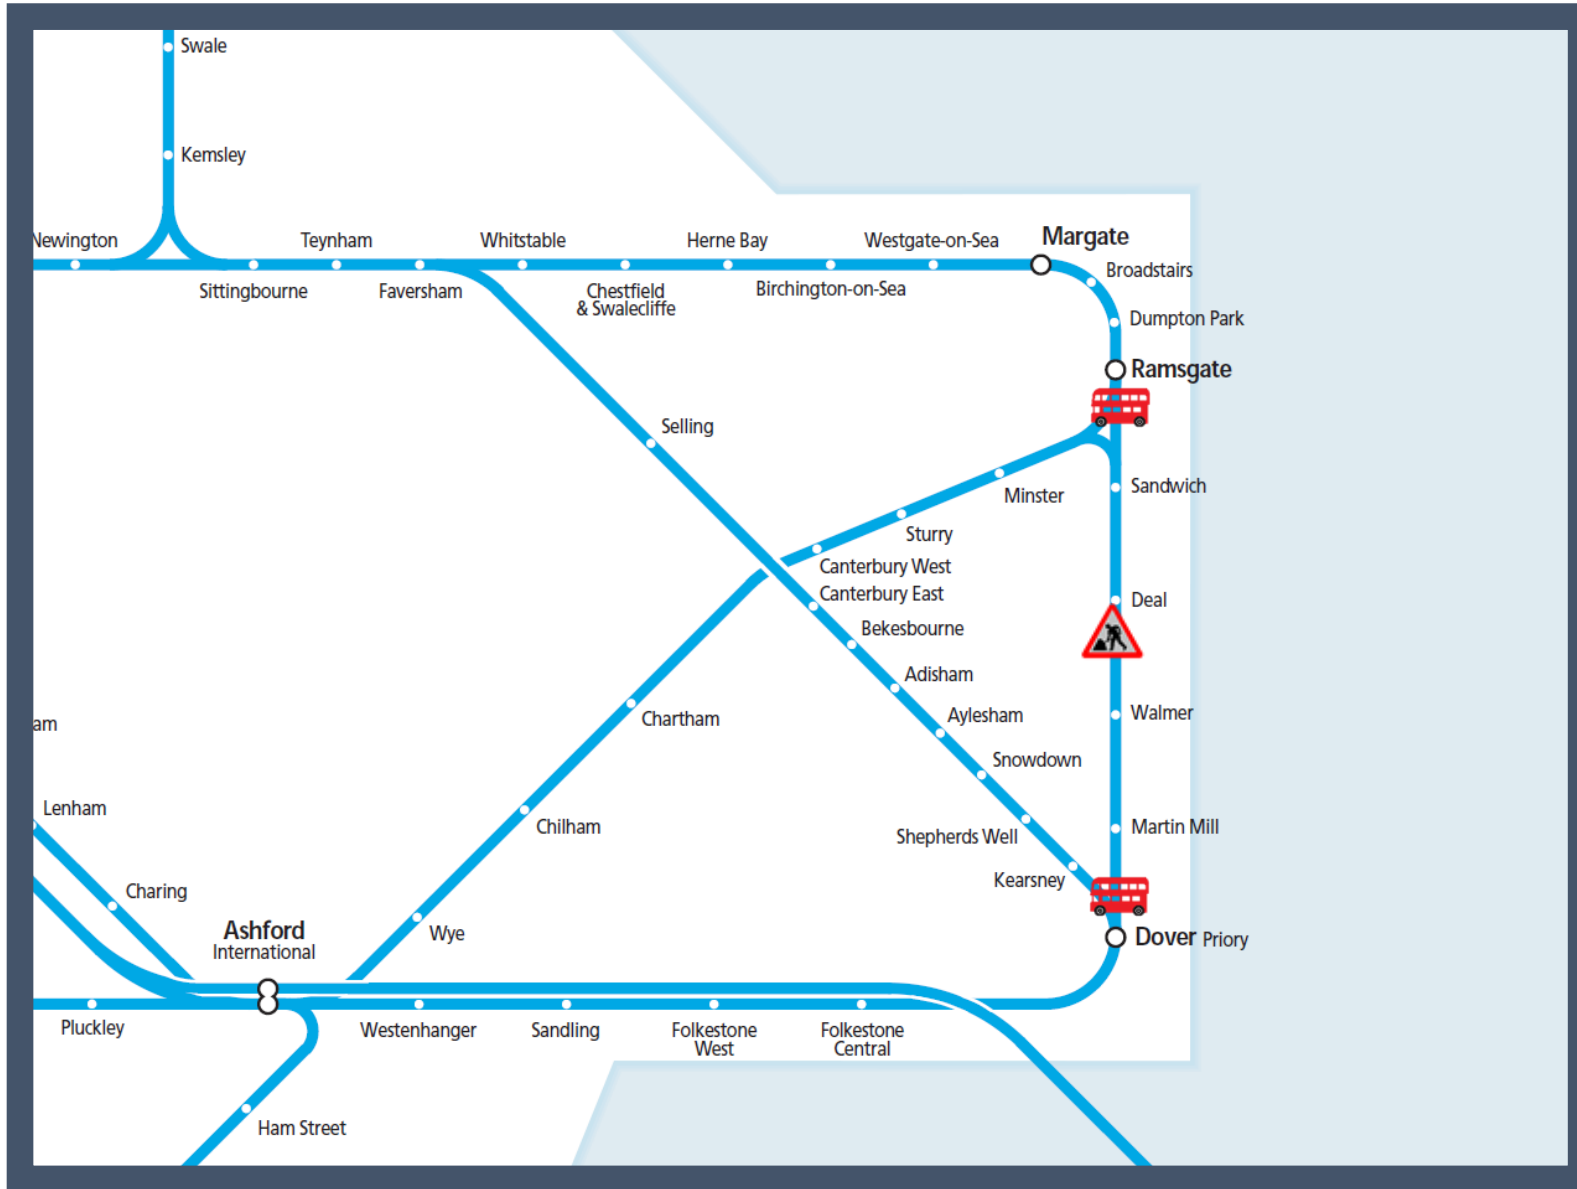 Swale
Kemsley
Newington
Teynham
Whitstable
Herne Bay
Westgate-on-Sea
Margate
Broadstairs
Sittingbourne
Faversham
Chestfield
& Swalecliffe
Birchington-on-Sea
Dumpton Park
Ramsgate
Selling
Minster
Sandwich
Sturry
Canterbury West
Canterbury East
Deal
Bekesbourne
Adisham
Aylesham
Chartham
Walmer
am
Snowdown
Lenham
Chilham
Shepherds Well
Martin Mill
Kearsney
Charing
Ashford
International
Wye
Dover Priory
Pluckley
Westenhanger
Sandling
Folkestone
West
Folkestone
Central
Ham Street